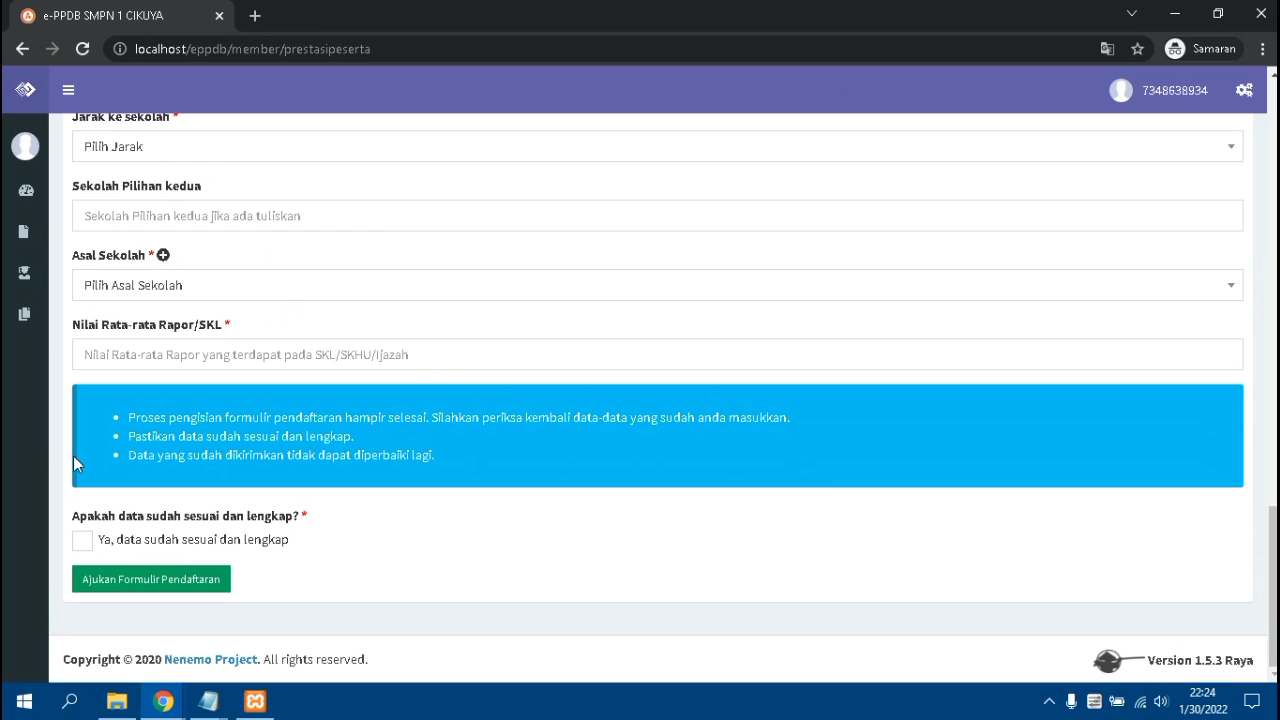 e-PPDB SMPN 1 CIKUYA
localhost/eppdb/member/prestasipeserta
Samaran
7348638934
Jarak ke sekolah *
Pilih Jarak
Sekolah Pilihan kedua
Sekolah Pilihan kedua jika ada tuliskan
Asal Sekolah *
Pilih Asal Sekolah
Nilai Rata-rata Rapor/SKL *
Nilai Rata-rata Rapor yang terdapat pada SKL/SKHU/Ijazah
• Proses pengisian formulir pendaftaran hampir selesai. Silahkan periksa kembali data-data yang sudah anda masukkan.
• Pastikan data sudah sesuai dan lengkap.
• Data yang sudah dikirimkan tidak dapat diperbaiki lagi.
Apakah data sudah sesuai dan lengkap? *
Ya, data sudah sesuai dan lengkap
Ajukan Formulir Pendaftaran
Copyright © 2020 Nenemo Project. All rights reserved.
Version 1.5.3 Raya
22:24
1/30/2022